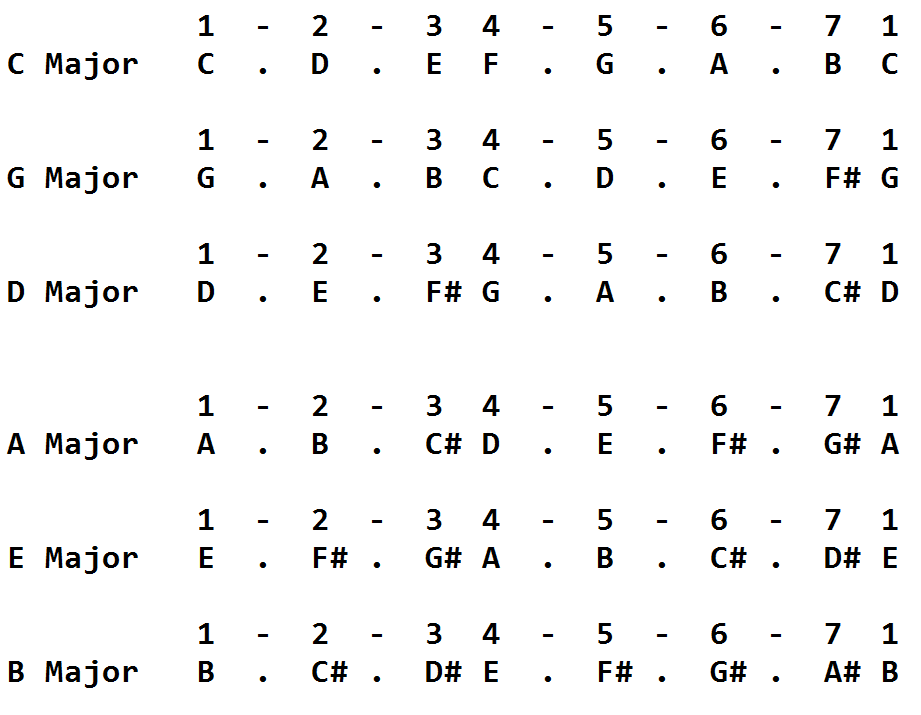 1 - 2 - 3 4 - 5 - 6 - 7 1
C Major C . D . E F . G . A . B C
1 - 2 - 3 4 - 5 - 6 - 7 1
G Major G . A . B C . D . E . F# G
1 - 2 - 3 4 - 5 - 6 - 7 1
D Major D . E . F# G . A . B . C# D
1 - 2 - 3 4 - 5 - 6 - 7 1
A Major A . B . C# D . E . F# . G# A
1 - 2 - 3 4 - 5 - 6 - 7 1
E Major E . F# . G# A . B . C# . D# E
1 - 2 - 3 4 - 5 - 6 - 7 1
B Major B . C# . D# E . F# . G# . A# B